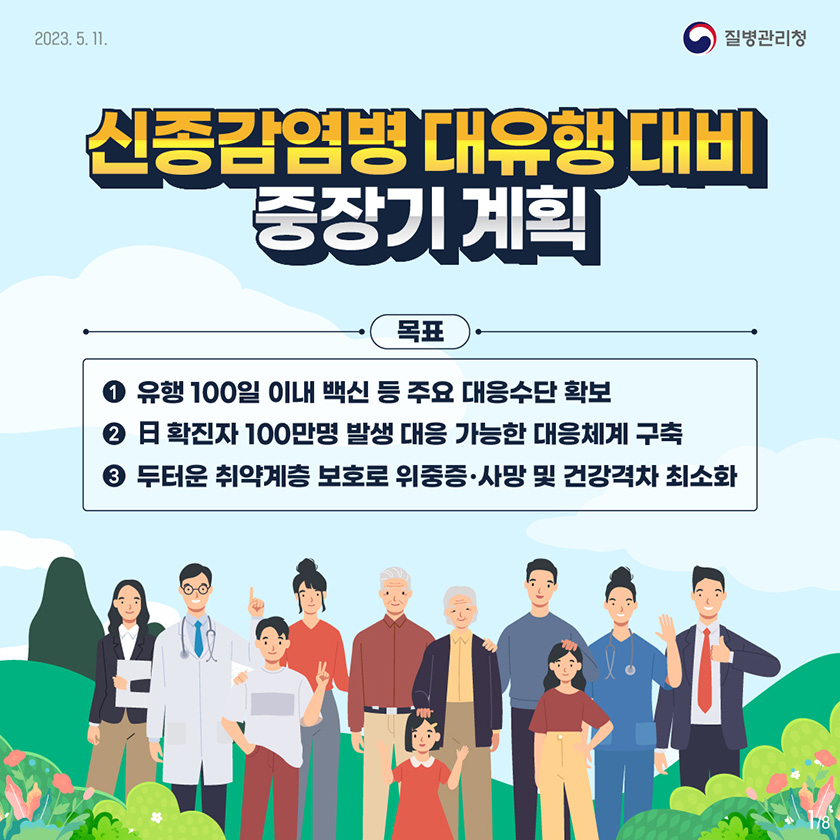 2023. 5. 11.
질병관리청
신종감염병 대유행 대비
중장기 계획
목표
1 유행 100일 이내 백신 등 주요 대응수단 확보
2 日 확진자 100만명 발생 대응 가능한 대응체계 구축
3 두터운 취약계층 보호로 위중증·사망 및 건강격차 최소화
1/8